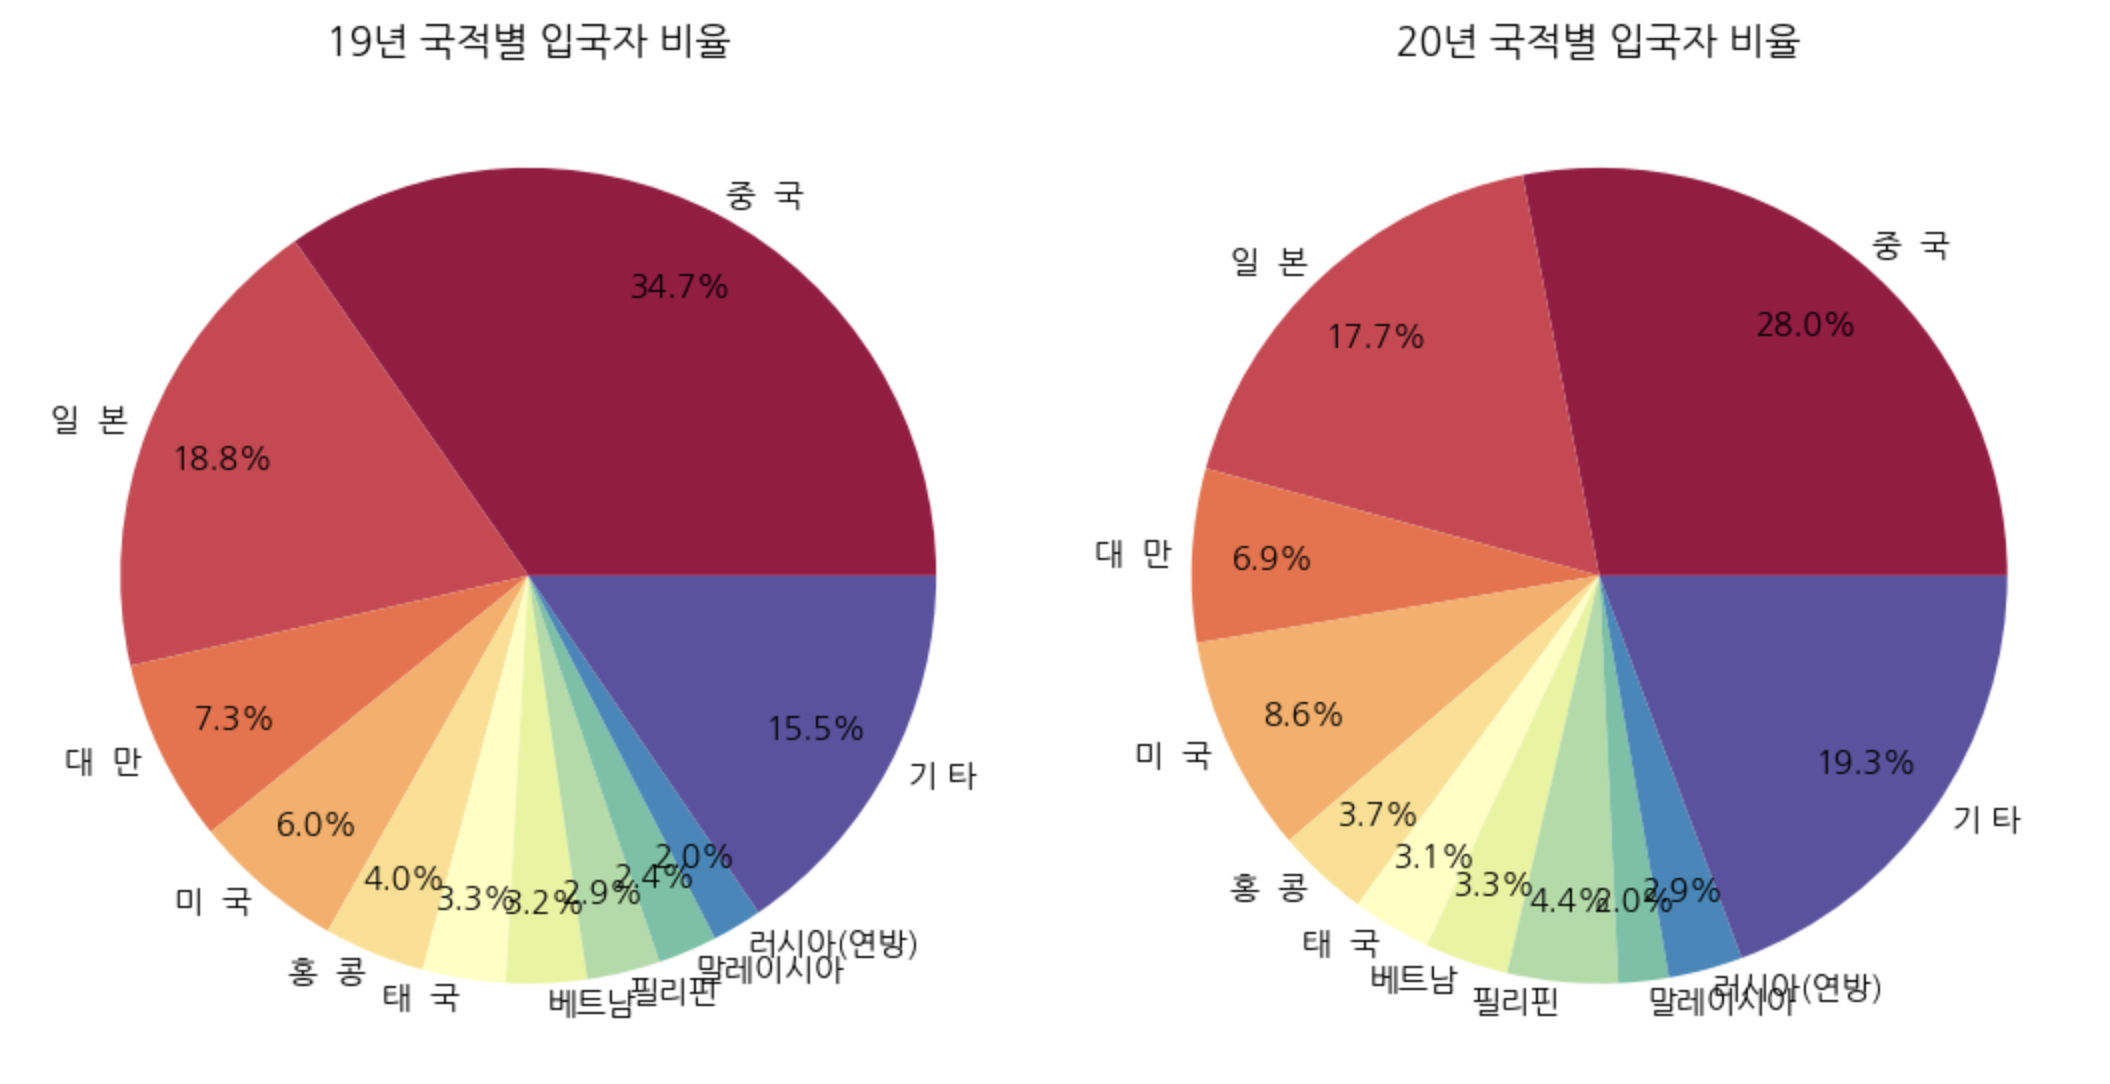 19년 국적별 입국자 비율
중 국
34.7%
일 본
18.8%
대 만
7.3%
미 국
6.0%
홍 콩
4.0%
태 국
3.3%
베트남
3.2%
필리핀
2.9%
말레이시아
2.4%
러시아(연방)
2.0%
기 타
15.5%
20년 국적별 입국자 비율
중 국
28.0%
일 본
17.7%
대 만
6.9%
미 국
8.6%
홍 콩
3.7%
태 국
3.1%
베트남
3.3%
필리핀
4.4%
말레이시아
2.0%
러시아(연방)
2.9%
기 타
19.3%